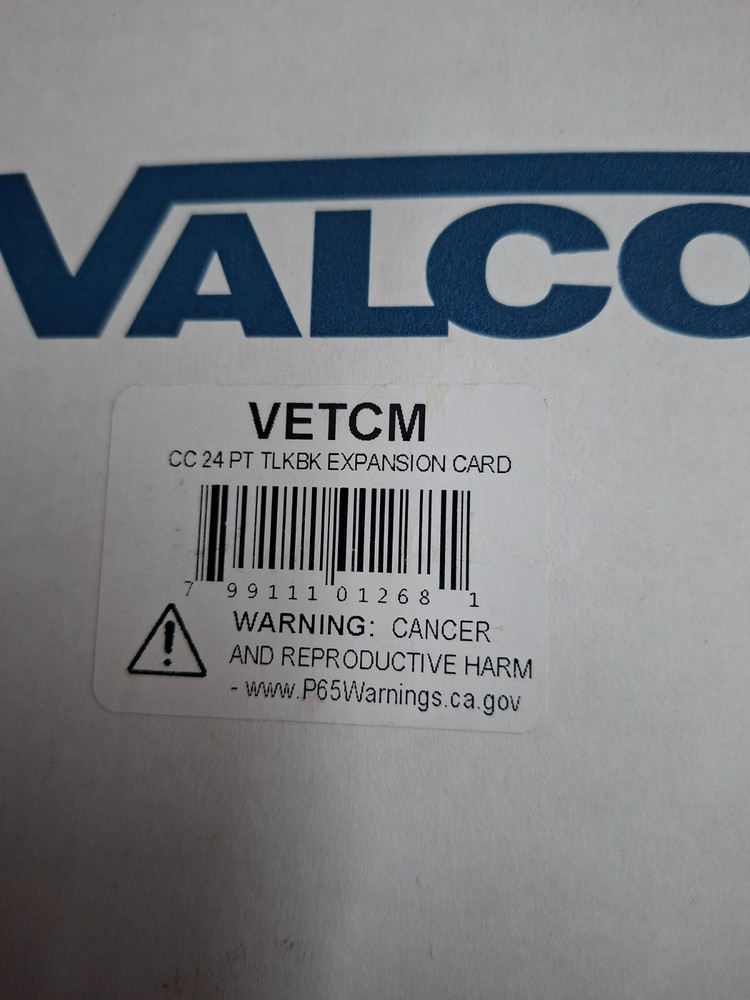 VALCO
VETCM
CC 24 PT TLKBK EXPANSION CARD
7 99111 01268 1
WARNING: CANCER
AND REPRODUCTIVE HARM
- www.P65Warnings.ca.gov